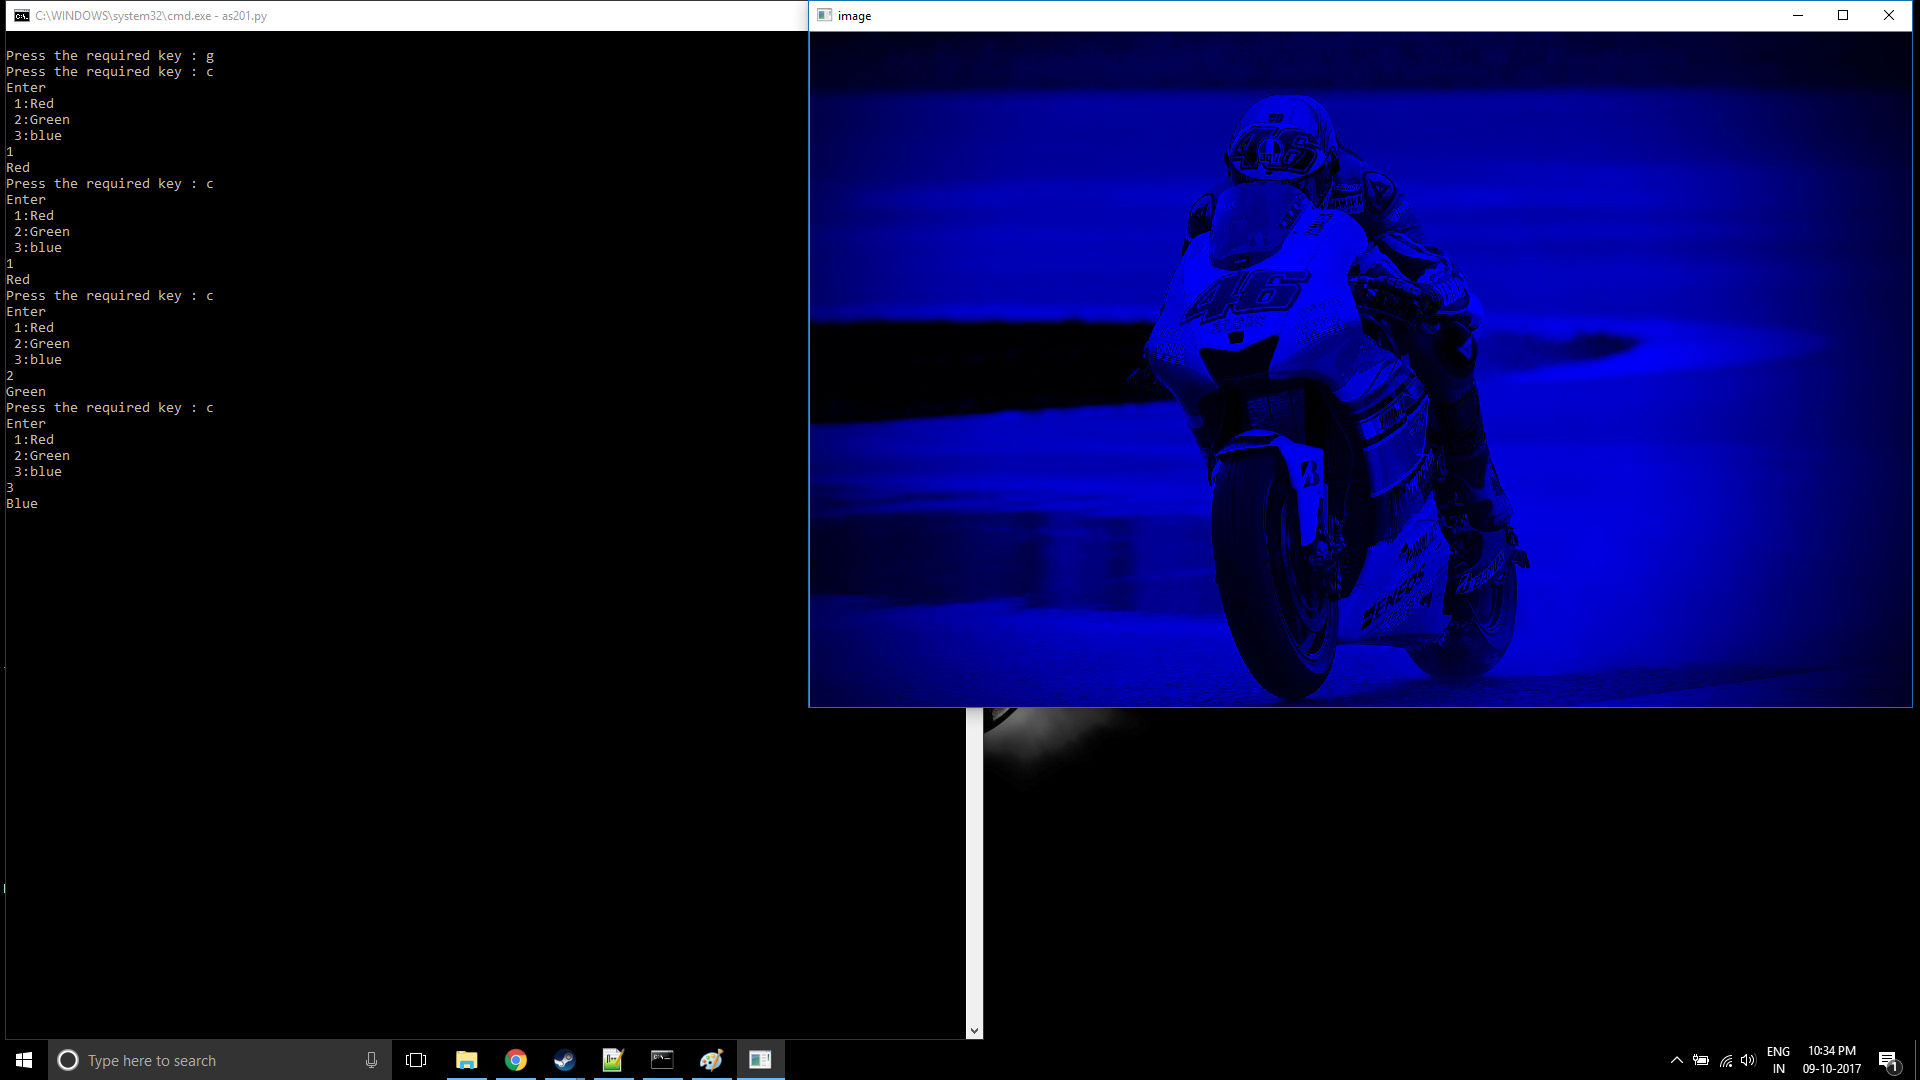 C:\WINDOWS\system32\cmd.exe - as201.py
Press the required key : g
Press the required key : c
Enter
1:Red
2:Green
3:blue
1
Red
Press the required key : c
Enter
1:Red
2:Green
3:blue
1
Red
Press the required key : c
Enter
1:Red
2:Green
3:blue
2
Green
Press the required key : c
Enter
1:Red
2:Green
3:blue
3
Blue
image
46
Type here to search
ENG
IN
10:34 PM
09-10-2017
1